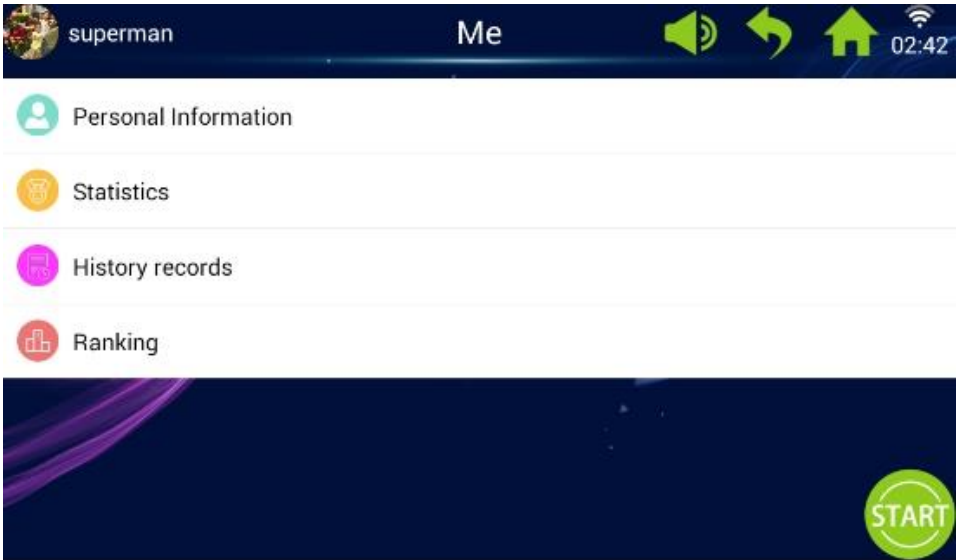 superman
Me
02:42
Personal Information
Statistics
History records
Ranking
START